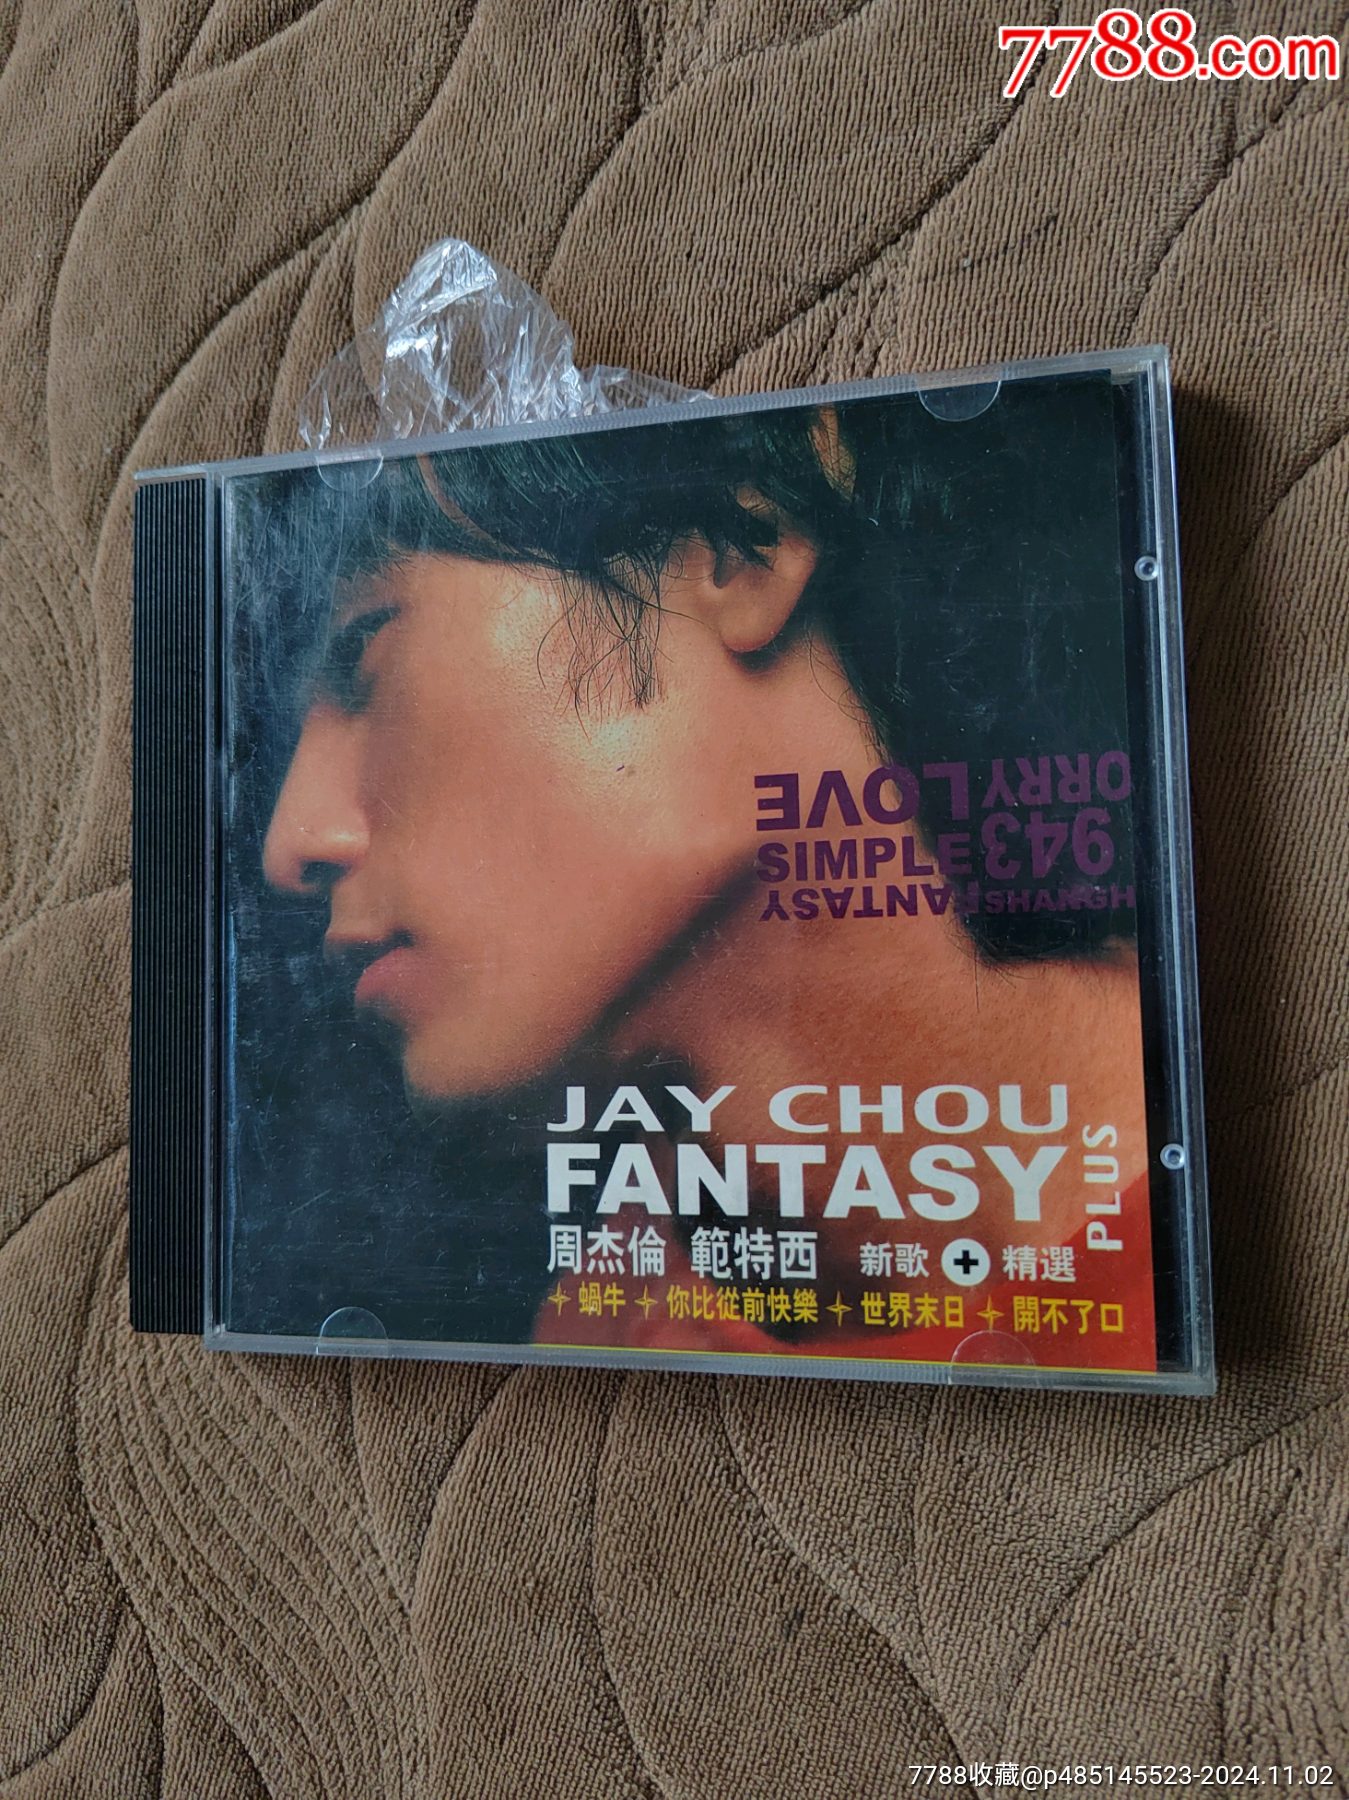 7788.com
ORRY LOVE
943
SIMPLE
FANTASY SHANGH
JAY CHOU
FANTASY PLUS
周杰倫 範特西 新歌+精選
蝸牛 你比從前快樂 世界末日 開不了口
7788收藏@p485145523-2024.11.02